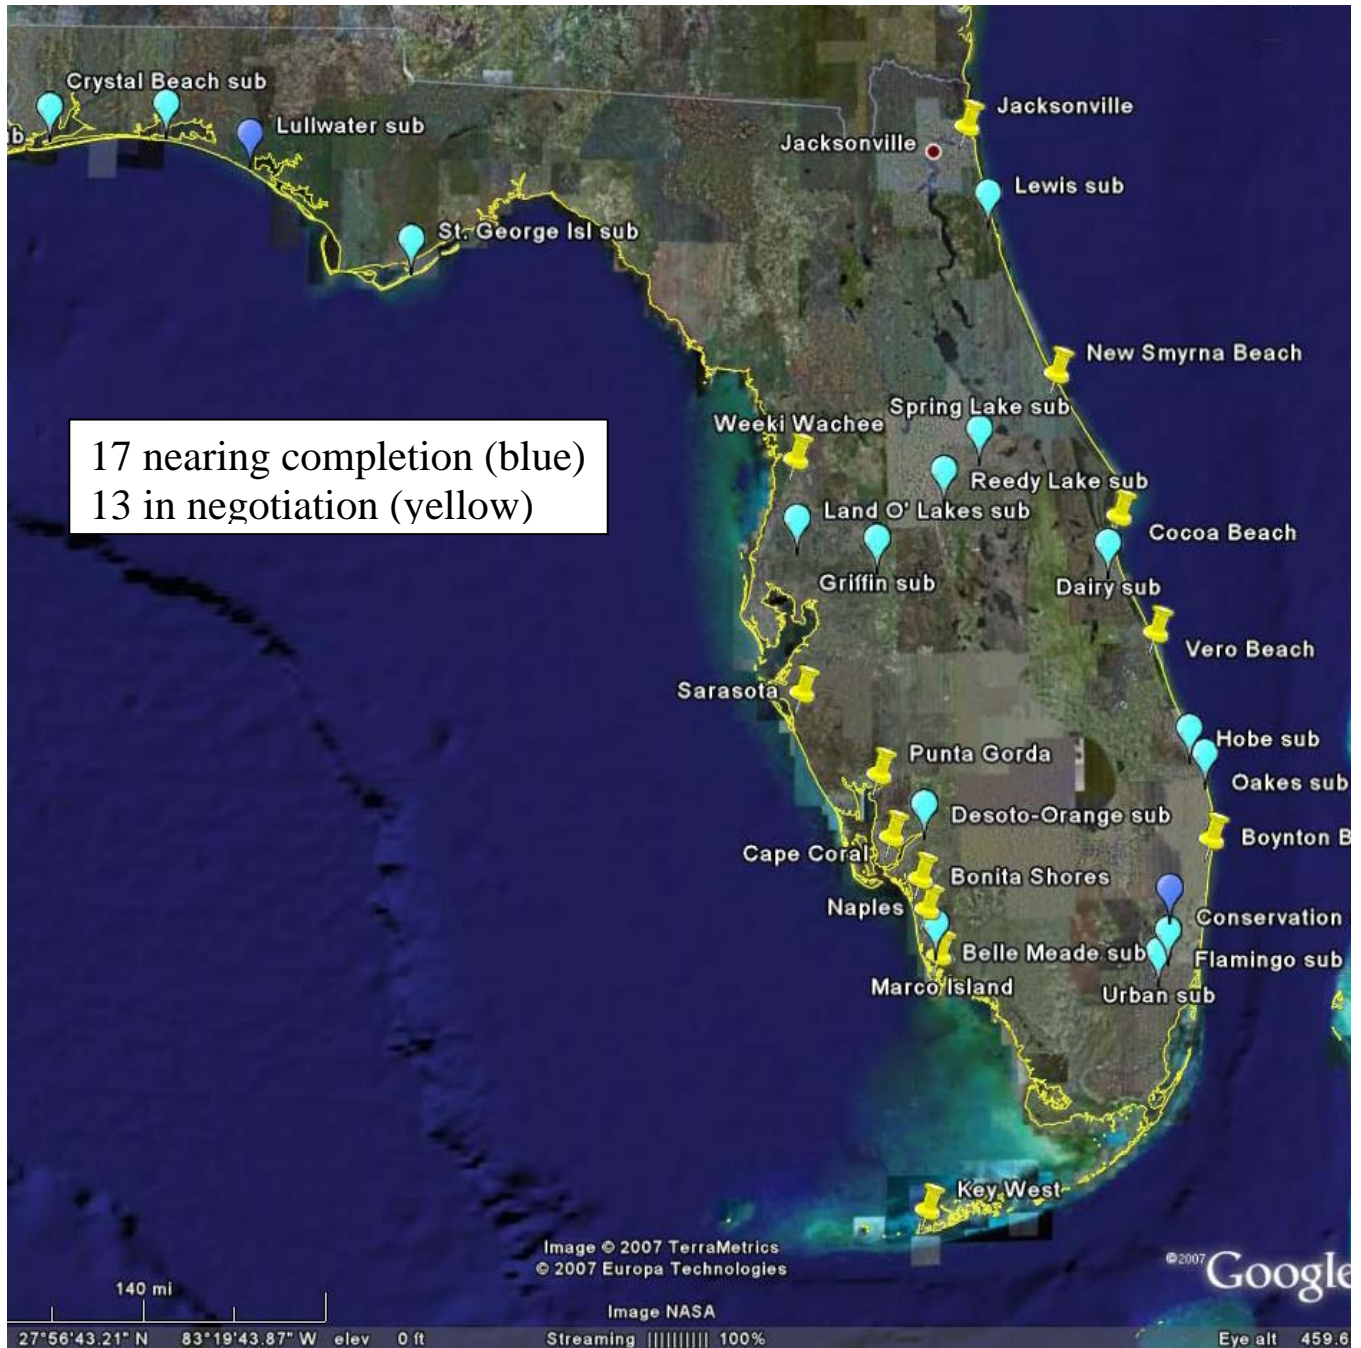 Crystal Beach sub
Lullwater sub
St. George Isl sub
Jacksonville
Jacksonville
Lewis sub
New Smyrna Beach
Spring Lake sub
Weeki Wachee
17 nearing completion (blue)
13 in negotiation (yellow)
Reedy Lake sub
Land O' Lakes sub
Cocoa Beach
Griffin sub
Dairy sub
Vero Beach
Sarasota
Hobe sub
Punta Gorda
Oakes sub
Desoto-Orange sub
Boynton B
Cape Coral
Bonita Shores
Naples
Conservation
Belle Meade sub
Flamingo sub
Marco Island
Urban sub
Key West
Image © 2007 TerraMetrics
© 2007 Europa Technologies
©2007 Google
140 mi
Image NASA
27°56'43.21" N 83°19'43.87" W elev 0 ft Streaming |||||||||| 100% Eye alt 459.6